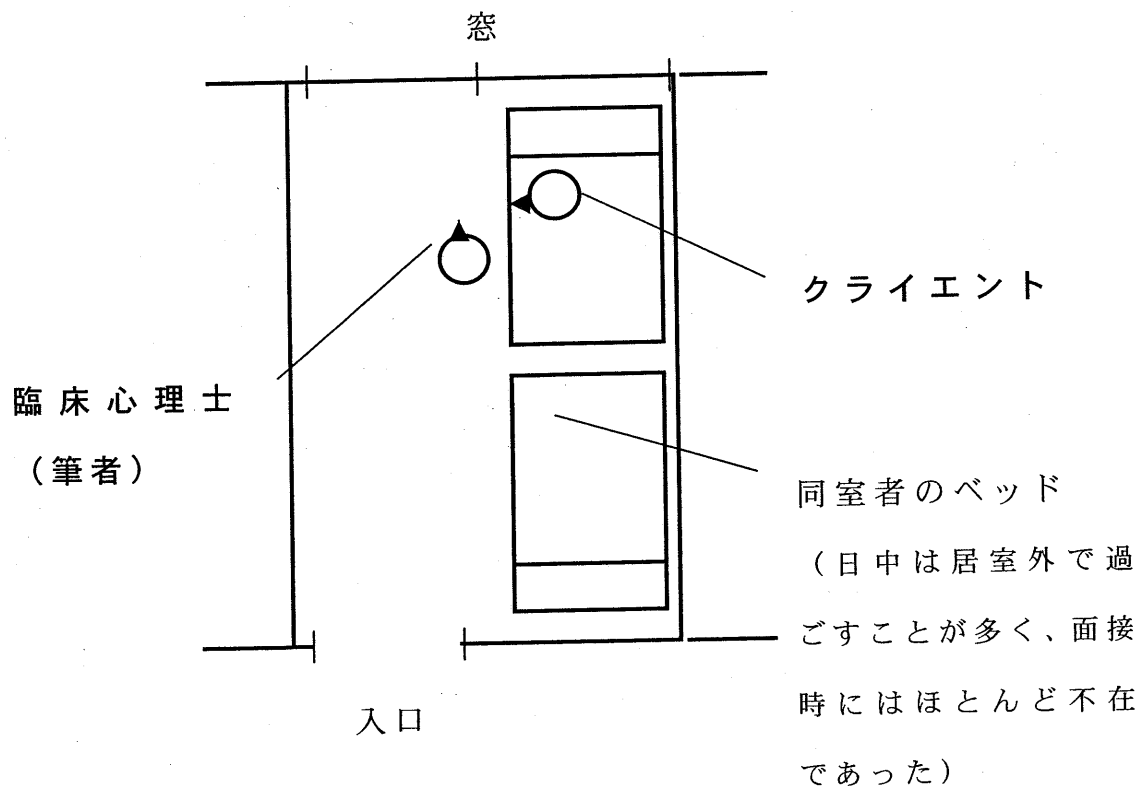 窓
クライエント
臨床心理士
（筆者）
同室者のベッド
（日中は居室外で過
ごすことが多く、面接
時にはほとんど不在
であった）
入口